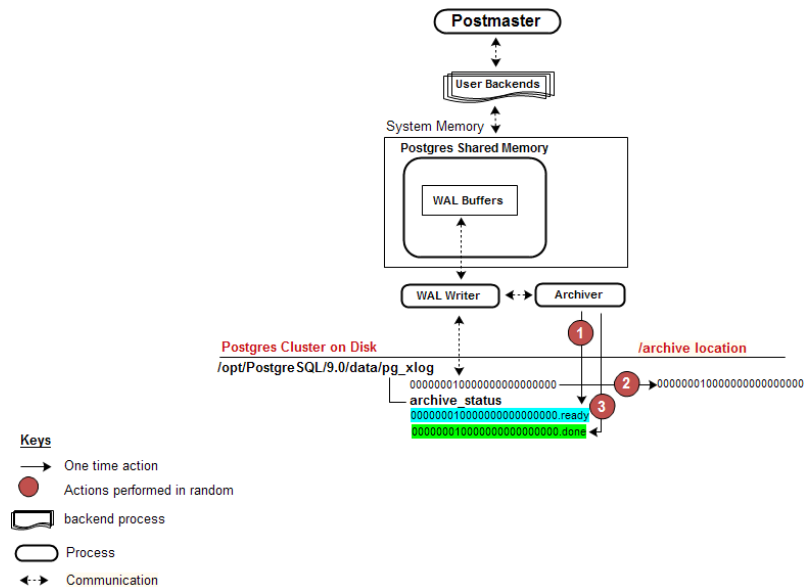 Postmaster
User Backends
System Memory
Postgres Shared Memory
WAL Buffers
WAL Writer
Archiver
1
Postgres Cluster on Disk
/archive location
/opt/PostgreSQL/9.0/data/pg_xlog
000000010000000000000000
2
000000010000000000000000
archive_status
3
000000010000000000000000.ready
000000010000000000000000.done
Keys
One time action
Actions performed in random
backend process
Process
Communication